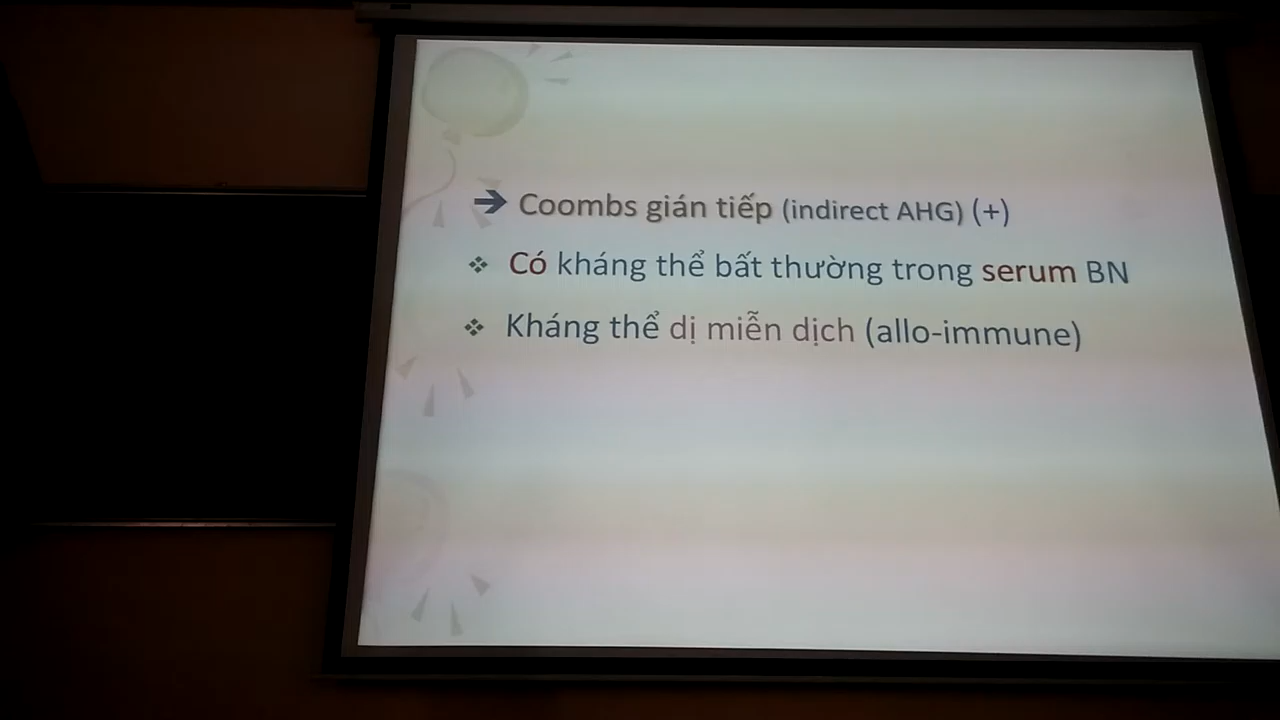 ➔ Coombs gián tiếp (indirect AHG) (+)
❖ Có kháng thể bất thường trong serum BN
❖ Kháng thể dị miễn dịch (allo-immune)